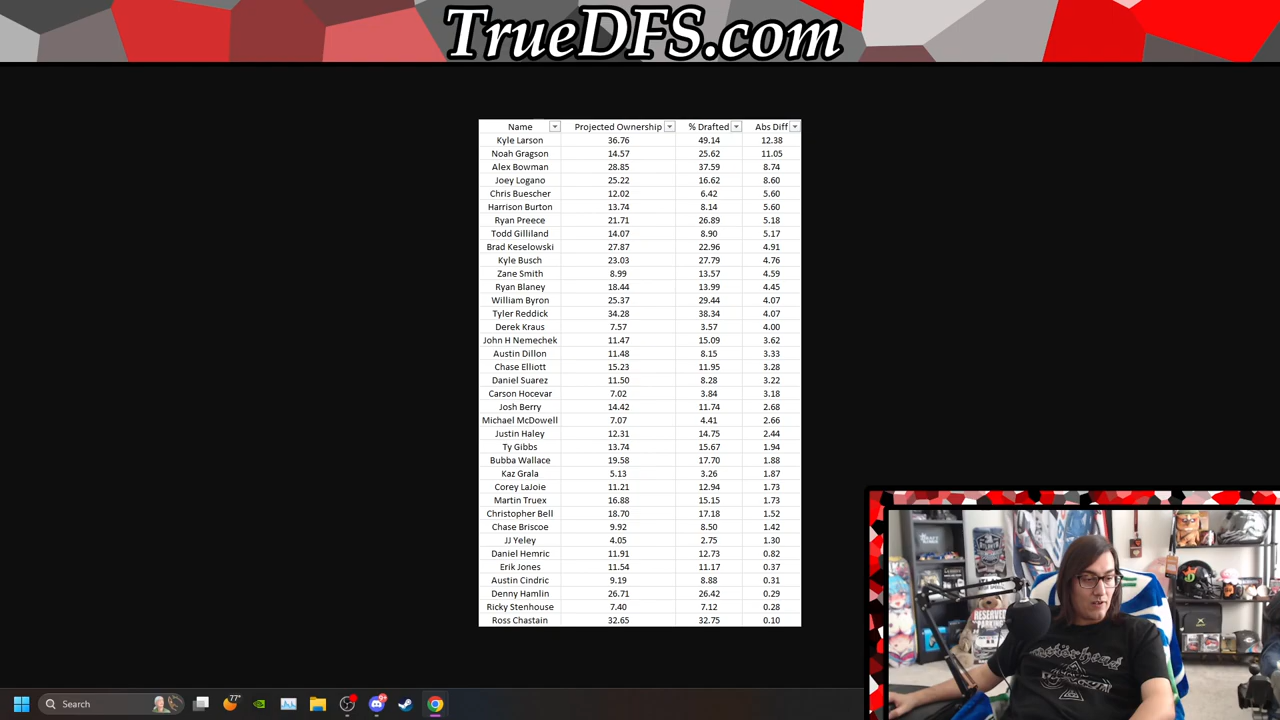 TrueDFS.com
Name Projected Ownership % Drafted Abs Diff
Kyle Larson 36.76 49.14 12.38
Noah Gragson 14.57 25.62 11.05
Alex Bowman 28.85 37.59 8.74
Joey Logano 25.22 16.62 8.60
Chris Buescher 12.02 6.42 5.60
Harrison Burton 13.74 8.14 5.60
Ryan Preece 21.71 26.89 5.18
Todd Gilliland 14.07 8.90 5.17
Brad Keselowski 27.87 22.96 4.91
Kyle Busch 23.03 27.79 4.76
Zane Smith 8.99 13.57 4.59
Ryan Blaney 18.44 13.99 4.45
William Byron 25.37 29.44 4.07
Tyler Reddick 34.28 38.34 4.07
Derek Kraus 7.57 3.57 4.00
John H Nemechek 11.47 15.09 3.62
Austin Dillon 11.48 8.15 3.33
Chase Elliott 15.23 11.95 3.28
Daniel Suarez 11.50 8.28 3.22
Carson Hocevar 7.02 3.84 3.18
Josh Berry 14.42 11.74 2.68
Michael McDowell 7.07 4.41 2.66
Justin Haley 12.31 14.75 2.44
Ty Gibbs 13.74 15.67 1.94
Bubba Wallace 19.58 17.70 1.88
Kaz Grala 5.13 3.26 1.87
Corey LaJoie 11.21 12.94 1.73
Martin Truex 16.88 15.15 1.73
Christopher Bell 18.70 17.18 1.52
Chase Briscoe 9.92 8.50 1.42
JJ Yeley 4.05 2.75 1.30
Daniel Hemric 11.91 12.73 0.82
Erik Jones 11.54 11.17 0.37
Austin Cindric 9.19 8.88 0.31
Denny Hamlin 26.71 26.42 0.29
Ricky Stenhouse 7.40 7.12 0.28
Ross Chastain 32.65 32.75 0.10
RESERVED
PARKING
Search
77°